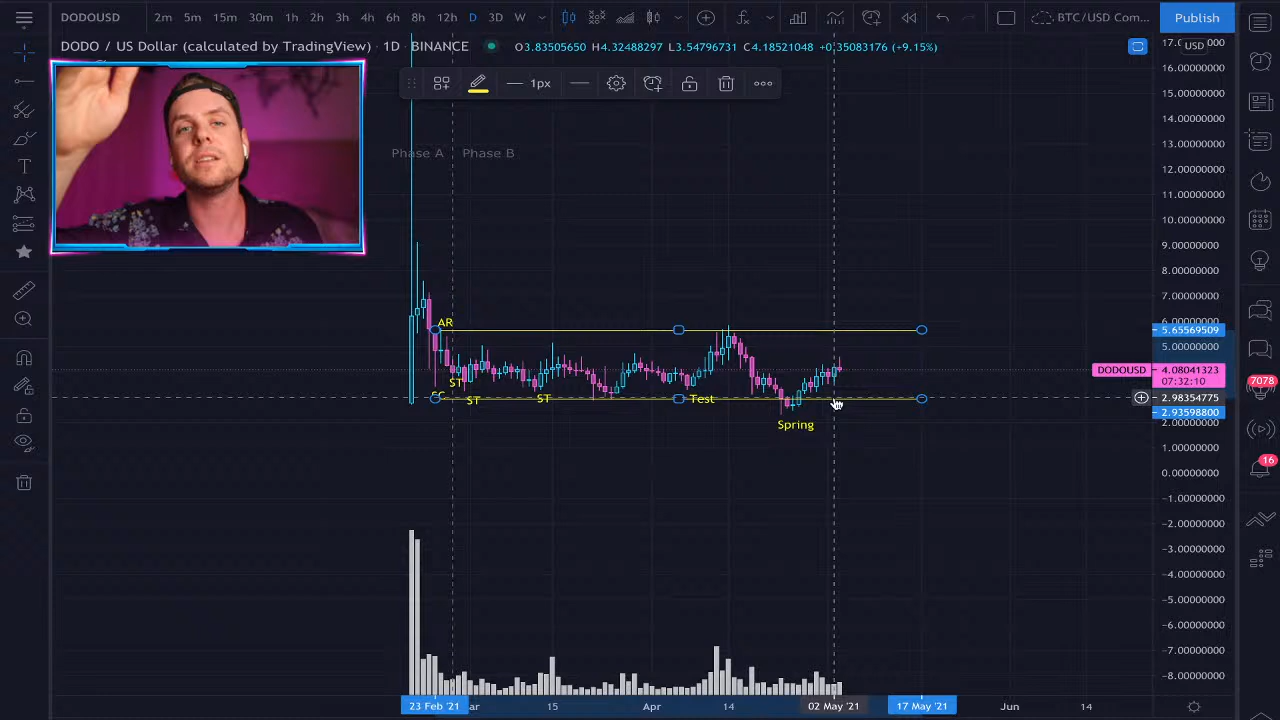 DODOUSD 2m 5m 15m 30m 1h 2h 3h 4h 6h 8h 12h D 3D W BTC/USD Com... Publish
DODO / US Dollar (calculated by TradingView) · 1D · BINANCE O3.83505650 H4.32488297 L3.54796731 C4.18521048 +0.35083176 (+9.15%)
USD
1px
16.00000000
15.00000000
14.00000000
Phase A Phase B
13.00000000
12.00000000
11.00000000
10.00000000
9.00000000
8.00000000
7.00000000
AR
5.65569509
5.00000000
DODOUSD 4.08041323
07:32:10
7078
ST
ST
ST
Test
2.98354775
2.93598800
2.00000000
Spring
1.00000000
16
0.00000000
−1.00000000
−2.00000000
−3.00000000
−4.00000000
−5.00000000
−6.00000000
−7.00000000
−8.00000000
23 Feb '21 15 Apr 14 02 May '21 17 May '21 Jun 14